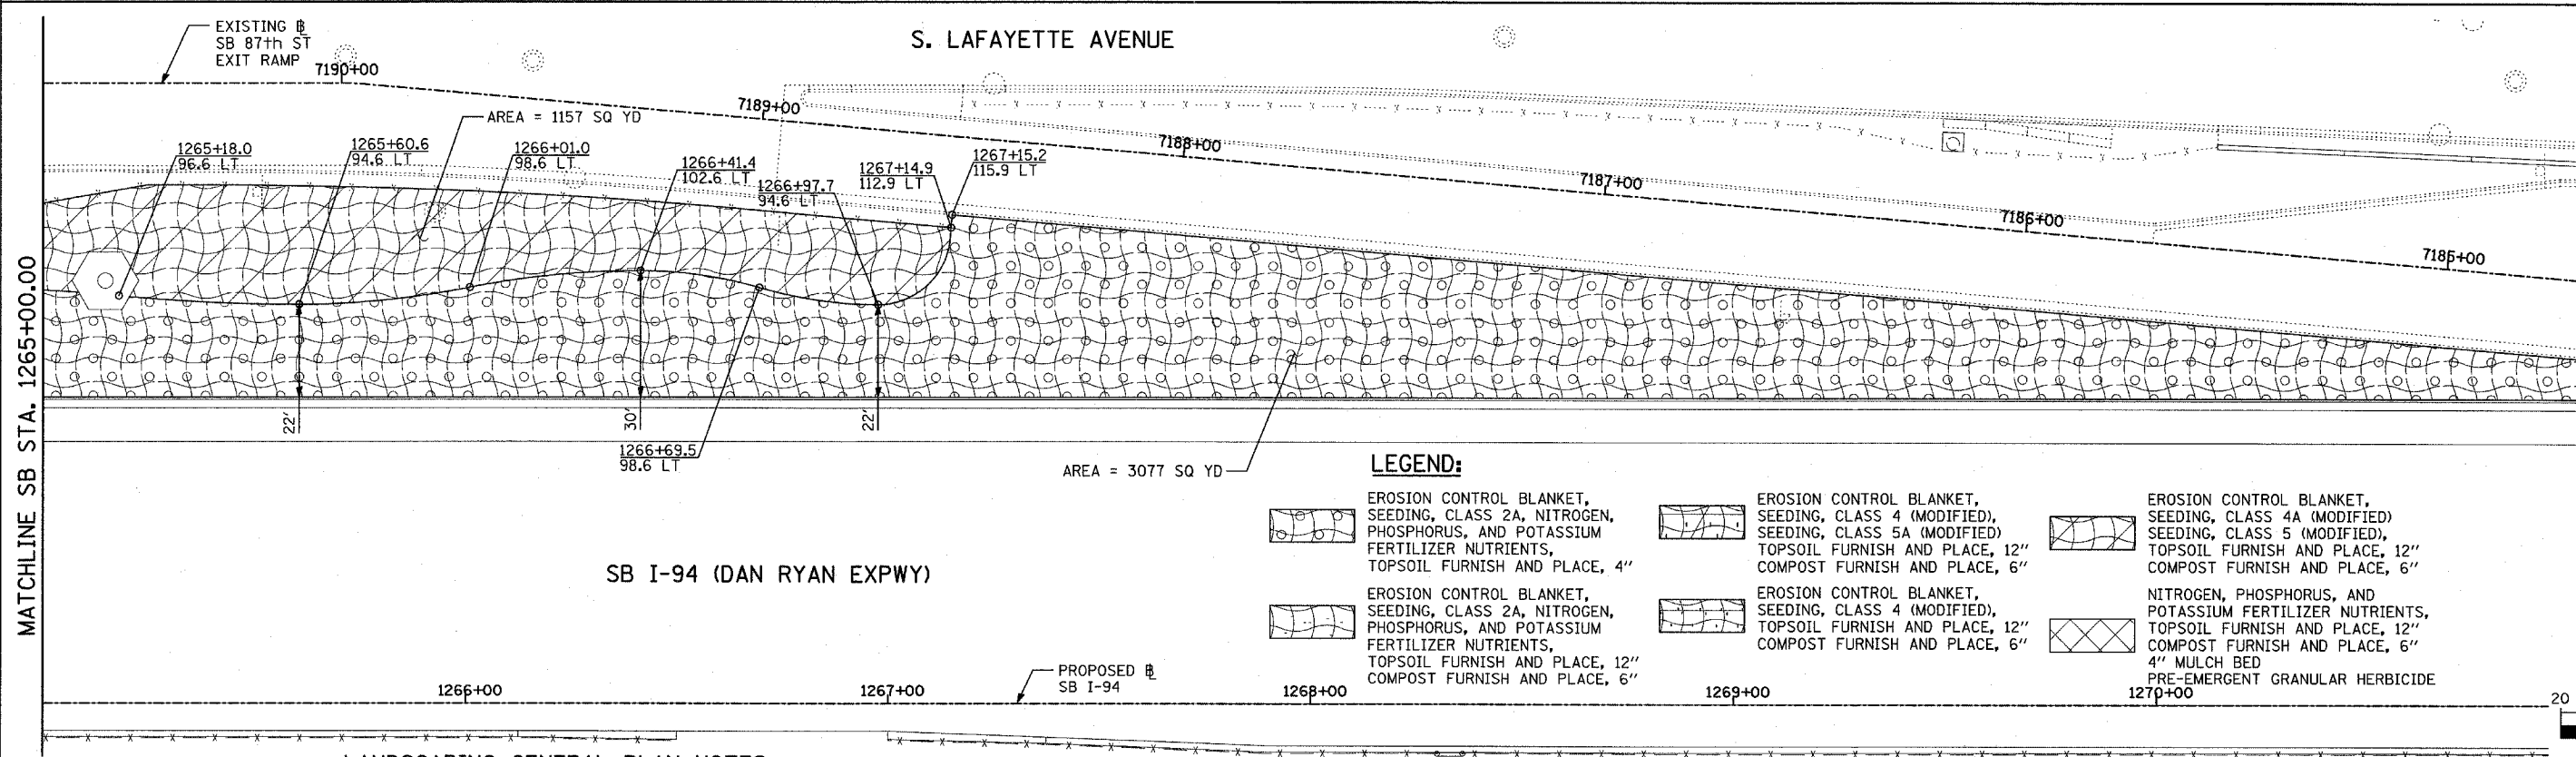 EXISTING ℄
SB 87th ST
EXIT RAMP
S. LAFAYETTE AVENUE
7190+00
7189+00
7188+00
7187+00
7186+00
7185+00
AREA = 1157 SQ YD
1265+18.0
96.6 LT
1265+60.6
94.6 LT
1266+01.0
98.6 LT
1266+41.4
102.6 LT
1266+97.7
94.6 LT
1267+14.9
112.9 LT
1267+15.2
115.9 LT
MATCHLINE SB STA. 1265+00.00
22'
30'
22'
1266+69.5
98.6 LT
AREA = 3077 SQ YD
SB I-94 (DAN RYAN EXPWY)
LEGEND:
EROSION CONTROL BLANKET,
SEEDING, CLASS 2A, NITROGEN,
PHOSPHORUS, AND POTASSIUM
FERTILIZER NUTRIENTS,
TOPSOIL FURNISH AND PLACE, 4"
EROSION CONTROL BLANKET,
SEEDING, CLASS 2A, NITROGEN,
PHOSPHORUS, AND POTASSIUM
FERTILIZER NUTRIENTS,
TOPSOIL FURNISH AND PLACE, 12"
COMPOST FURNISH AND PLACE, 6"
EROSION CONTROL BLANKET,
SEEDING, CLASS 4 (MODIFIED),
SEEDING, CLASS 5A (MODIFIED)
TOPSOIL FURNISH AND PLACE, 12"
COMPOST FURNISH AND PLACE, 6"
EROSION CONTROL BLANKET,
SEEDING, CLASS 4 (MODIFIED),
TOPSOIL FURNISH AND PLACE, 12"
COMPOST FURNISH AND PLACE, 6"
EROSION CONTROL BLANKET,
SEEDING, CLASS 4A (MODIFIED)
SEEDING, CLASS 5 (MODIFIED),
TOPSOIL FURNISH AND PLACE, 12"
COMPOST FURNISH AND PLACE, 6"
NITROGEN, PHOSPHORUS, AND
POTASSIUM FERTILIZER NUTRIENTS,
TOPSOIL FURNISH AND PLACE, 12"
COMPOST FURNISH AND PLACE, 6"
4" MULCH BED
PRE-EMERGENT GRANULAR HERBICIDE
PROPOSED ℄
SB I-94
1266+00
1267+00
1268+00
1269+00
1270+00
20
LANDSCAPING GENERAL PLAN NOTES